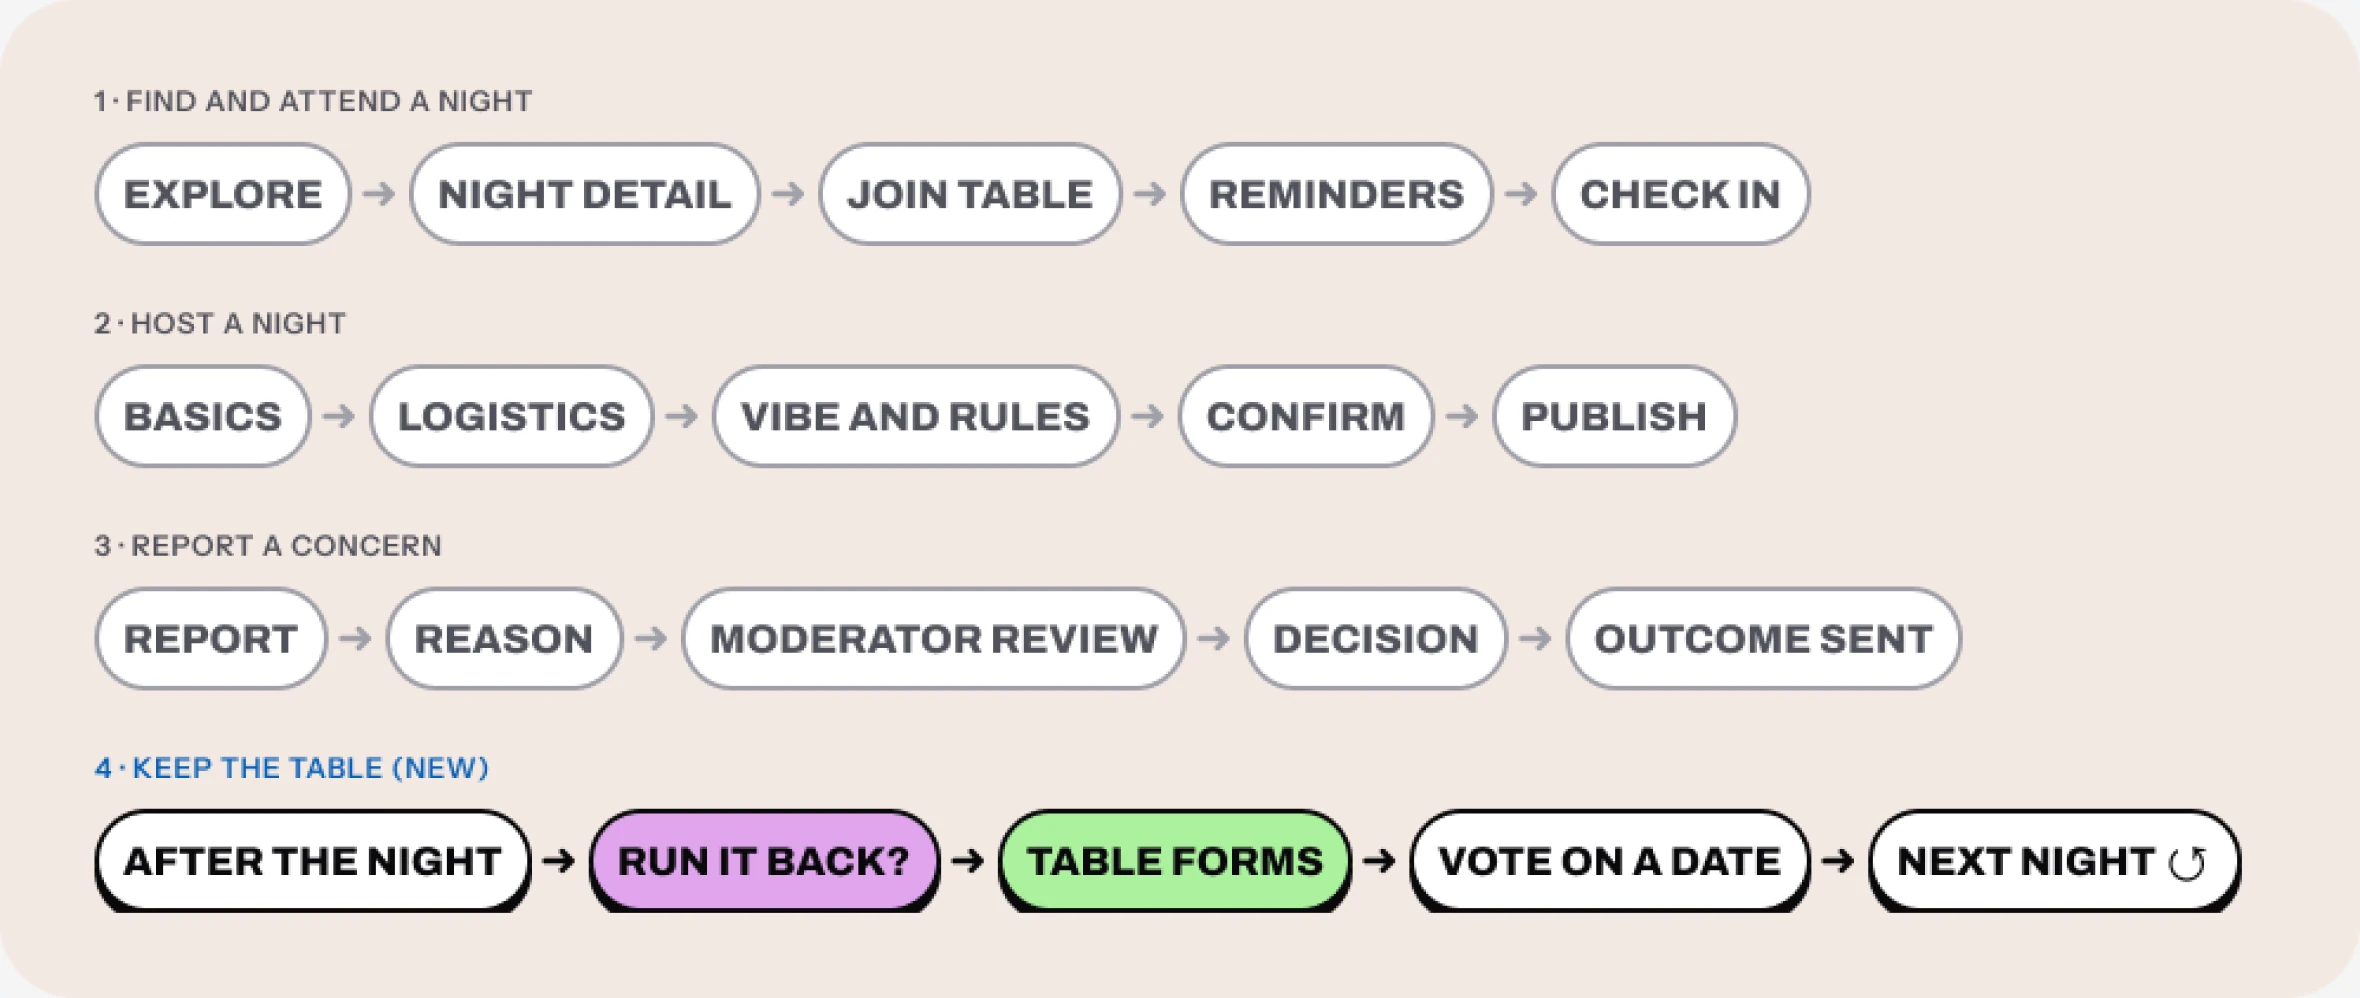 1 · FIND AND ATTEND A NIGHT
EXPLORE → NIGHT DETAIL → JOIN TABLE → REMINDERS → CHECK IN
2 · HOST A NIGHT
BASICS → LOGISTICS → VIBE AND RULES → CONFIRM → PUBLISH
3 · REPORT A CONCERN
REPORT → REASON → MODERATOR REVIEW → DECISION → OUTCOME SENT
4 · KEEP THE TABLE (NEW)
AFTER THE NIGHT → RUN IT BACK? → TABLE FORMS → VOTE ON A DATE → NEXT NIGHT ↺